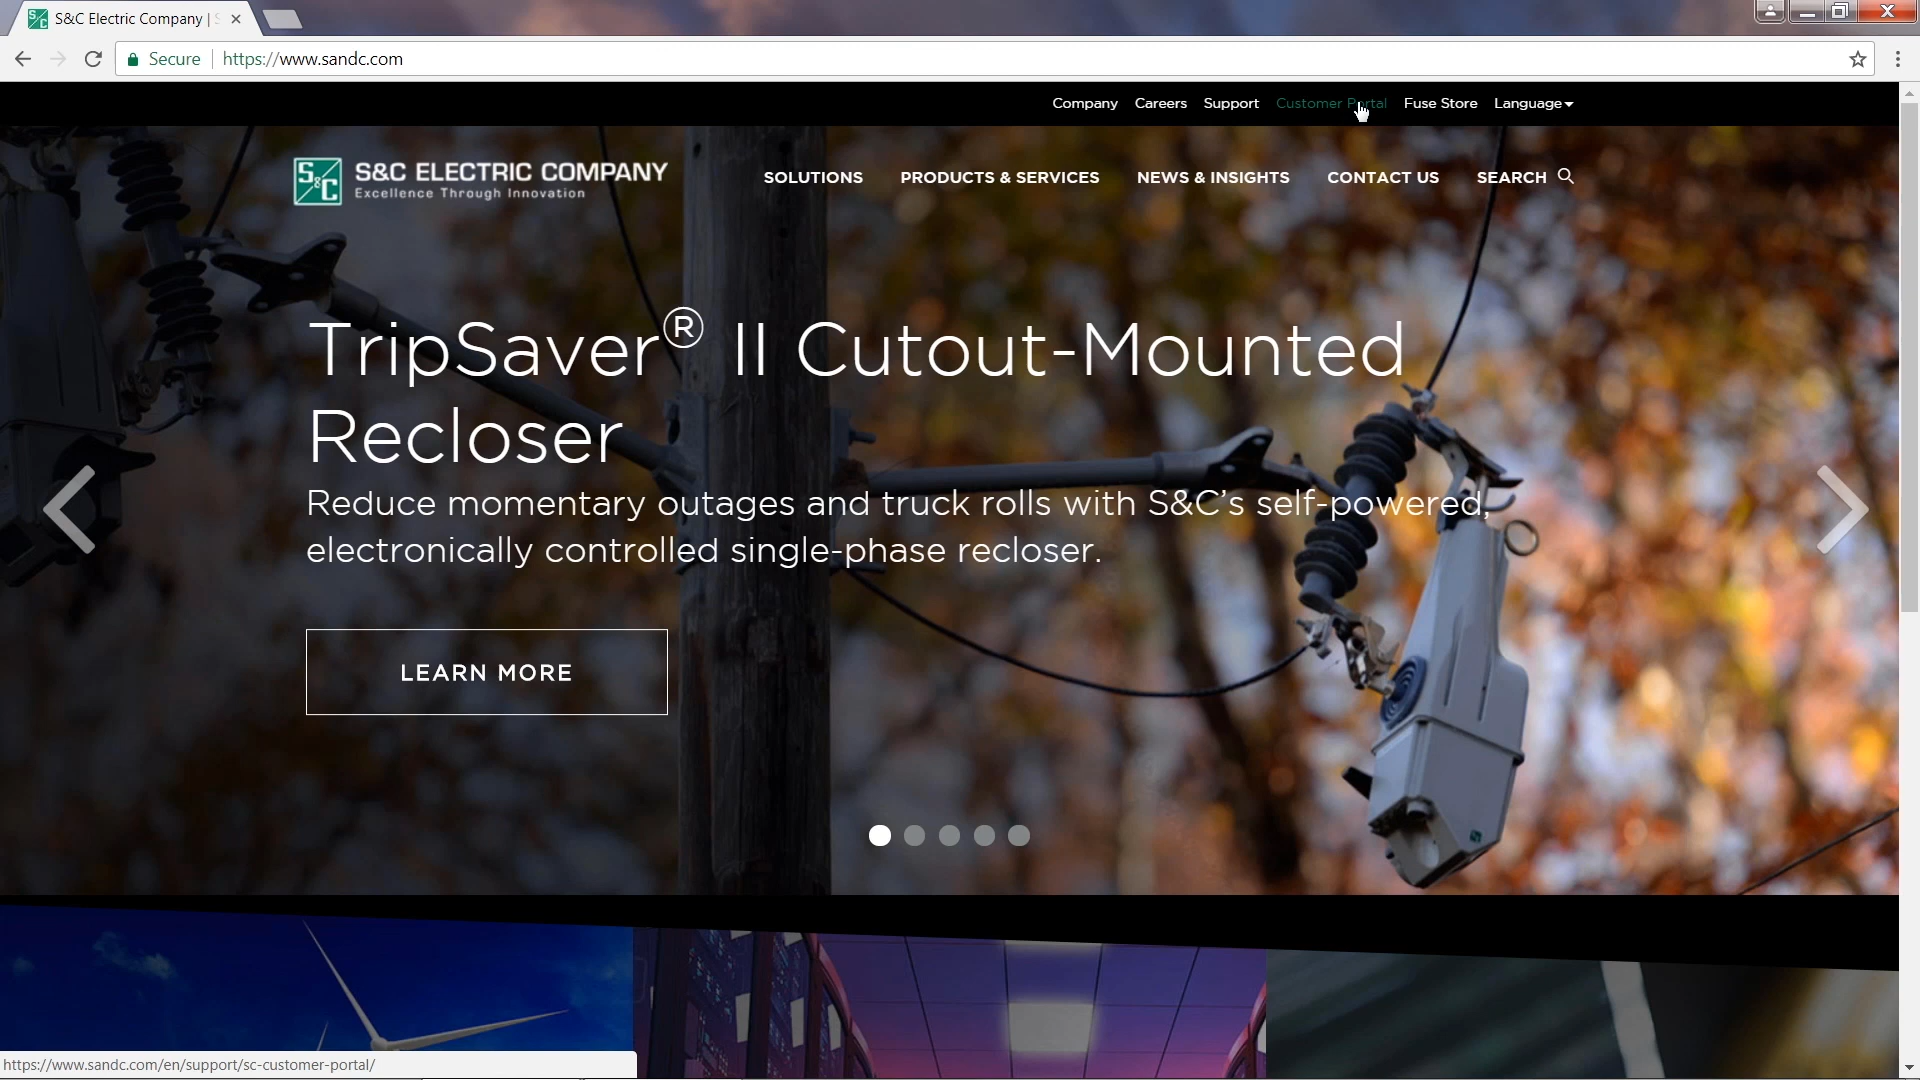 S&C Electric Company | S
Secure https://www.sandc.com
Company Careers Support Customer Portal Fuse Store Language
S&C S&C ELECTRIC COMPANY
Excellence Through Innovation
SOLUTIONS PRODUCTS & SERVICES NEWS & INSIGHTS CONTACT US SEARCH
TripSaver® II Cutout-Mounted
Recloser
Reduce momentary outages and truck rolls with S&C’s self-powered,
electronically controlled single-phase recloser.
LEARN MORE
https://www.sandc.com/en/support/sc-customer-portal/